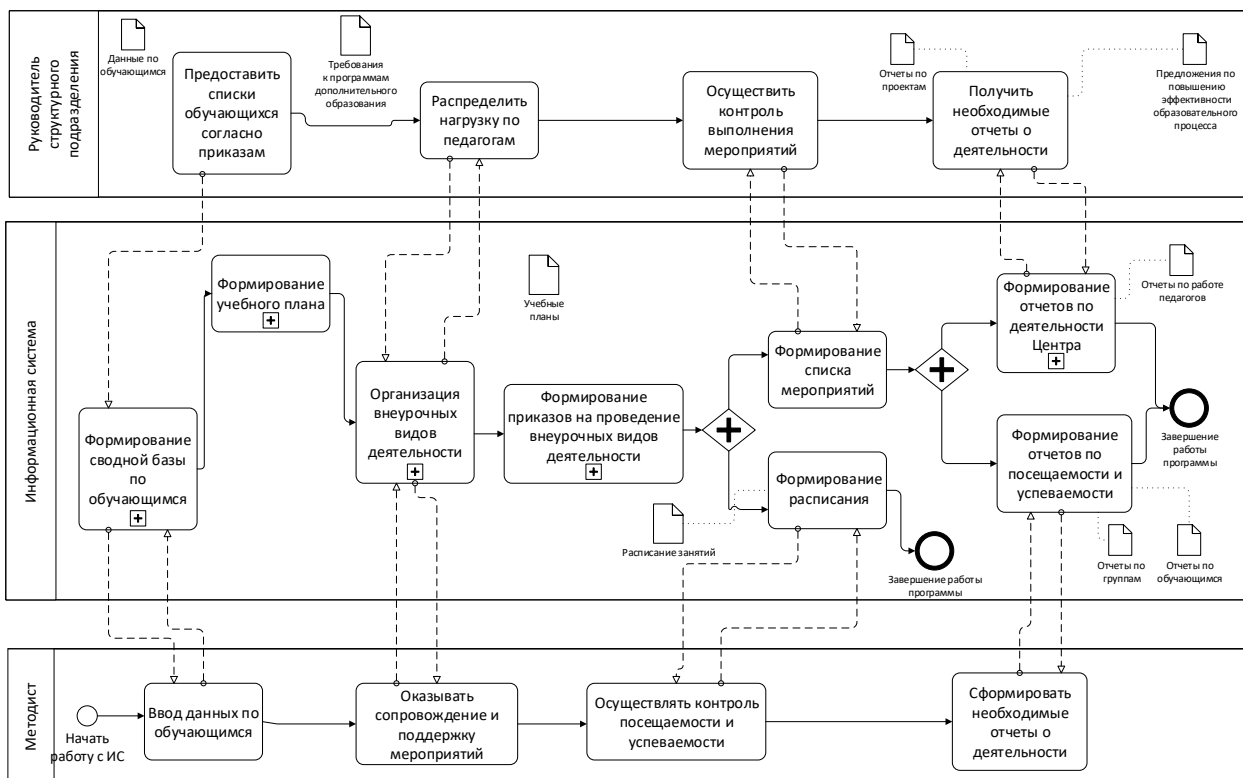 Руководитель
структурного
подразделения
Данные по
обучающимся
Предоставить
списки
обучающихся
согласно
приказам
Требования
к программам
дополнительного
образования
Распределить
нагрузку по
педагогам
Осуществить
контроль
выполнения
мероприятий
Отчеты по
проектам
Получить
необходимые
отчеты о
деятельности
Предложения по
повышению
эффективности
образовательного
процесса
Информационная система
Формирование
сводной базы
по
обучающимся
Формирование
учебного плана
Организация
внеурочных
видов
деятельности
Учебные
планы
Формирование
приказов на проведение
внеурочных видов
деятельности
Формирование
списка
мероприятий
Формирование
расписания
Расписание занятий
Завершение работы
программы
Формирование
отчетов по
деятельности
Центра
Отчеты по работе
педагогов
Завершение
работы
программы
Формирование
отчетов по
посещаемости и
успеваемости
Отчеты по
группам
Отчеты по
обучающимся
Методист
Начать
работу с ИС
Ввод данных по
обучающимся
Оказывать
сопровождение и
поддержку
мероприятий
Осуществлять контроль
посещаемости и
успеваемости
Сформировать
необходимые
отчеты о
деятельности